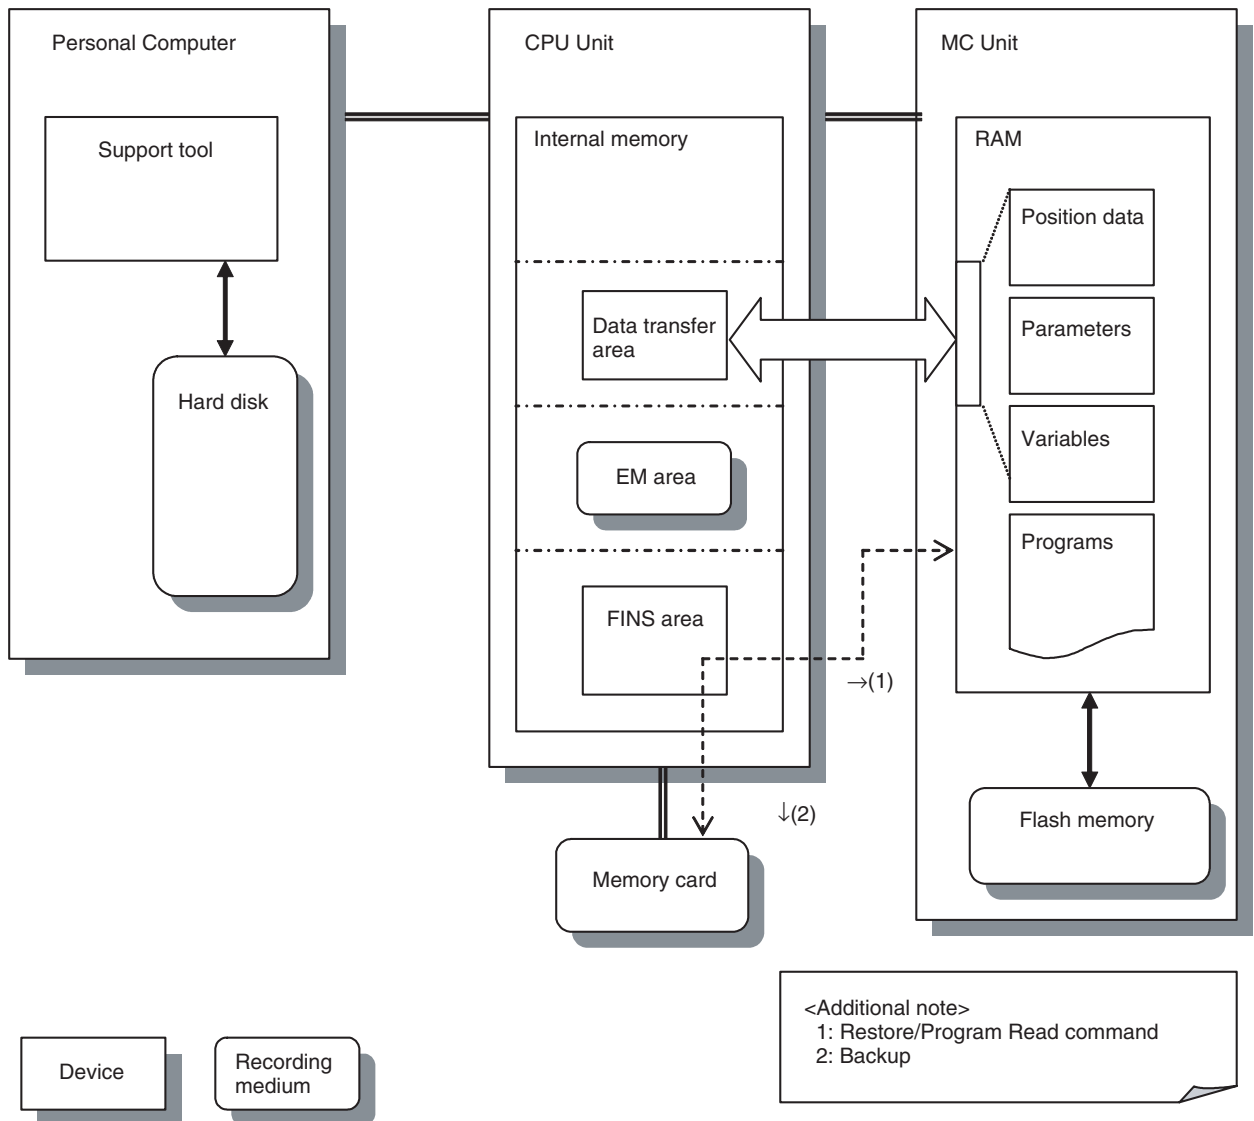 Personal Computer
Support tool
Hard disk
CPU Unit
Internal memory
Data transfer
area
EM area
FINS area
Memory card
MC Unit
RAM
Position data
Parameters
Variables
Programs
Flash memory
→(1)
↓(2)
<Additional note>
1: Restore/Program Read command
2: Backup
Device
Recording
medium